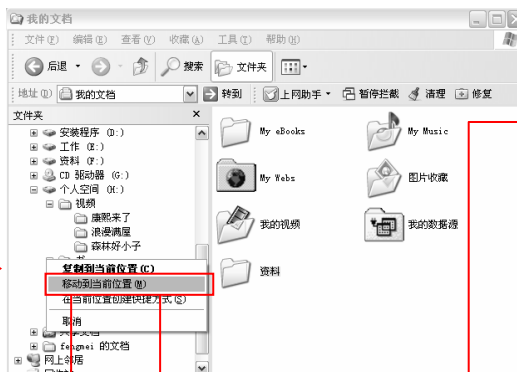 我的文档
文件(F) 编辑(E) 查看(V) 收藏(A) 工具(T) 帮助(H)
后退 搜索 文件夹
地址(D) 我的文档 转到 上网助手 暂停拦截 清理 修复
文件夹 ×
安装程序 (D:)
工作 (E:)
资料 (F:)
CD 驱动器 (G:)
个人空间 (H:)
视频
康熙来了
浪漫满屋
森林好小子
复制到当前位置(C)
移动到当前位置(M)
在当前位置创建快捷方式(S)
取消
共享文档
fengmei 的文档
网上邻居
My eBooks
My Music
My Webs
图片收藏
我的视频
我的数据源
资料